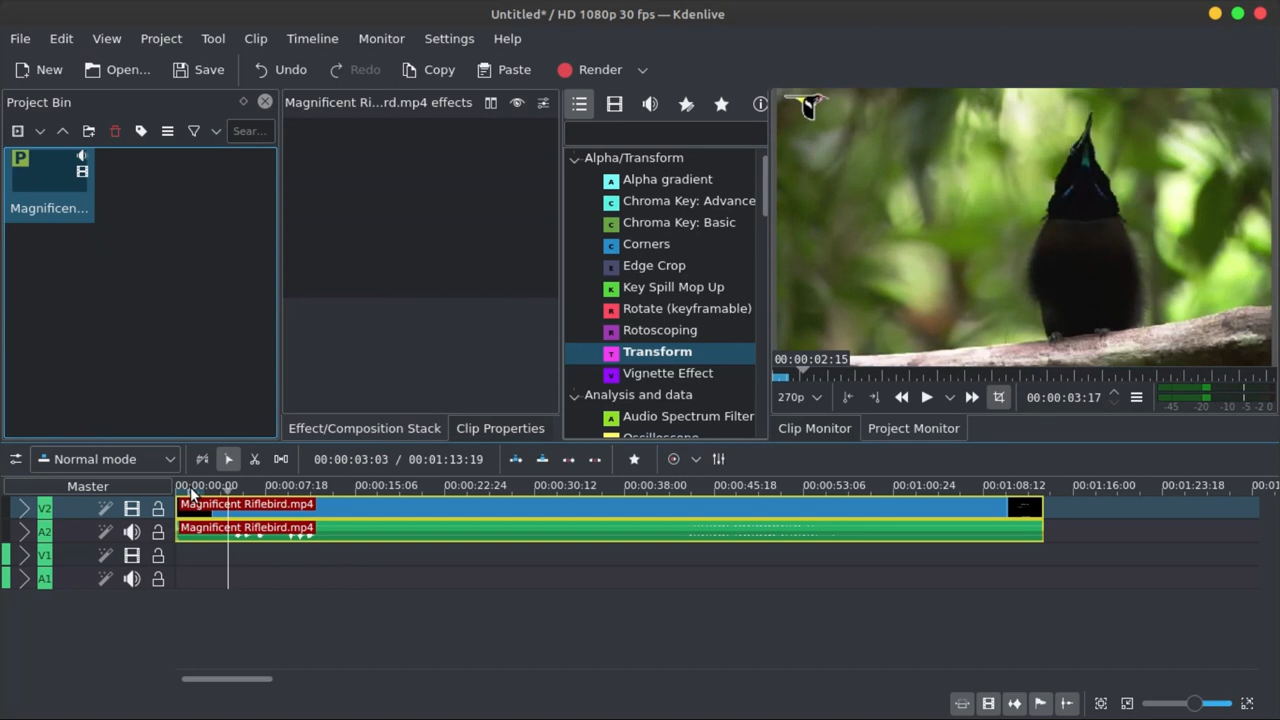 Untitled* / HD 1080p 30 fps — Kdenlive
File Edit View Project Tool Clip Timeline Monitor Settings Help
New Open... Save Undo Redo Copy Paste Render
Project Bin
Magnificent Ri...rd.mp4 effects
Sear...
P
Magnificen...
Alpha/Transform
A Alpha gradient
C Chroma Key: Advance
C Chroma Key: Basic
C Corners
E Edge Crop
K Key Spill Mop Up
R Rotate (keyframable)
R Rotoscoping
T Transform
V Vignette Effect
Analysis and data
A Audio Spectrum Filter
00:00:02:15
270p 00:00:03:17 -45 -20 -10 -5 -2 0
Effect/Composition Stack Clip Properties Clip Monitor Project Monitor
Normal mode 00:00:03:03 / 00:01:13:19
Master 00:00:00:00 00:00:07:18 00:00:15:06 00:00:22:24 00:00:30:12 00:00:38:00 00:00:45:18 00:00:53:06 00:01:00:24 00:01:08:12 00:01:16:00 00:01:23:18
V2 Magnificent Riflebird.mp4
A2 Magnificent Riflebird.mp4
V1
A1